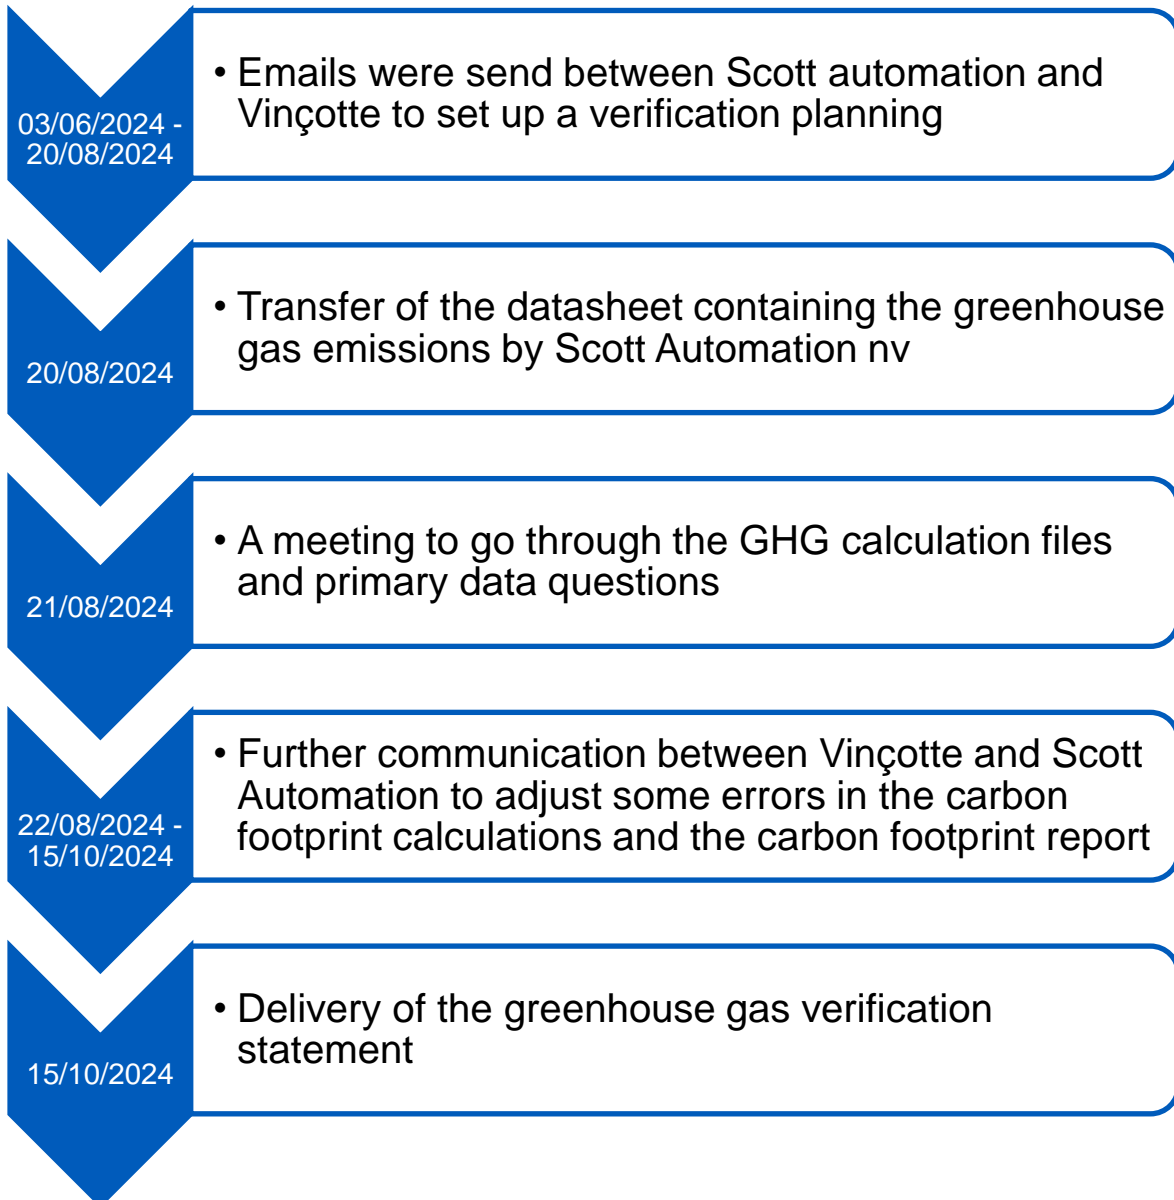 03/06/2024 -
20/08/2024
• Emails were send between Scott automation and
Vinçotte to set up a verification planning
20/08/2024
• Transfer of the datasheet containing the greenhouse
gas emissions by Scott Automation nv
21/08/2024
• A meeting to go through the GHG calculation files
and primary data questions
22/08/2024 -
15/10/2024
• Further communication between Vinçotte and Scott
Automation to adjust some errors in the carbon
footprint calculations and the carbon footprint report
15/10/2024
• Delivery of the greenhouse gas verification
statement